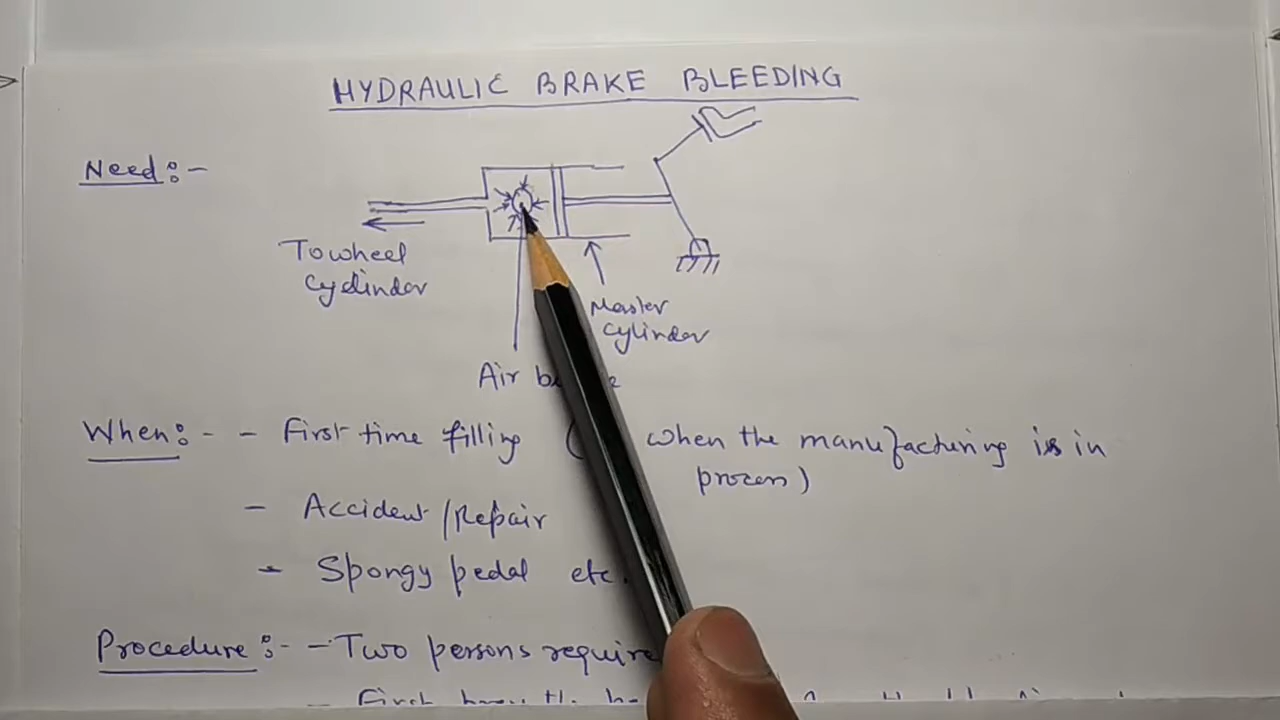 HYDRAULIC BRAKE BLEEDING
Need:-
To wheel
cylinder
Master
cylinder
Air
When:- - First time filling ( when the manufacturing is in
process)
- Accident/Repair
- Spongy pedal etc.
Procedure:- - Two persons require
- First